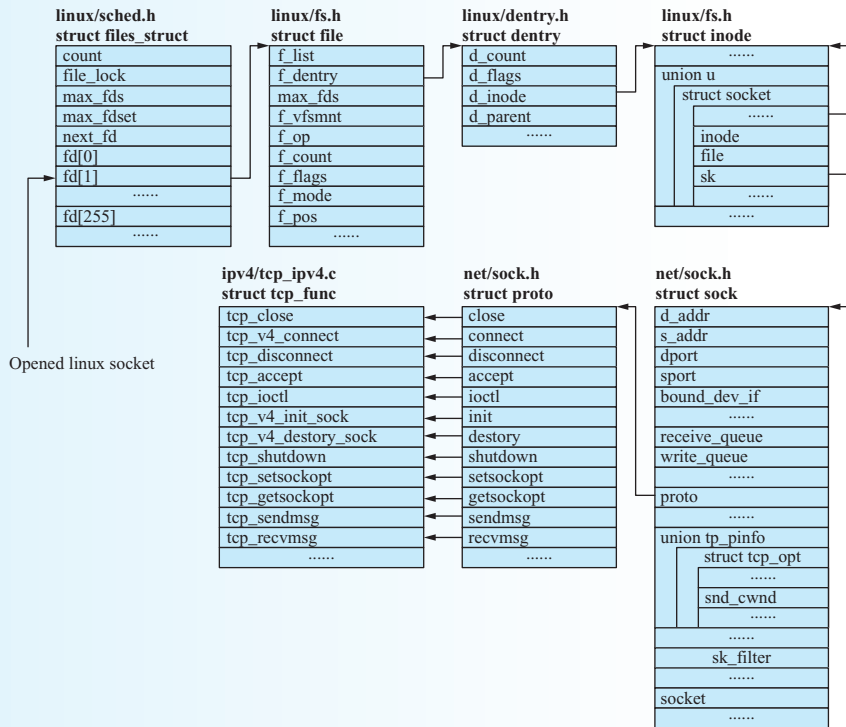 linux/sched.h
struct files_struct
count
file_lock
max_fds
max_fdset
next_fd
fd[0]
fd[1]
......
fd[255]
......
linux/fs.h
struct file
f_list
f_dentry
max_fds
f_vfsmnt
f_op
f_count
f_flags
f_mode
f_pos
......
linux/dentry.h
struct dentry
d_count
d_flags
d_inode
d_parent
......
linux/fs.h
struct inode
......
union u
struct socket
......
inode
file
sk
......
Opened linux socket
ipv4/tcp_ipv4.c
struct tcp_func
tcp_close
tcp_v4_connect
tcp_disconnect
tcp_accept
tcp_ioctl
tcp_v4_init_sock
tcp_v4_destory_sock
tcp_shutdown
tcp_setsockopt
tcp_getsockopt
tcp_sendmsg
tcp_recvmsg
......
net/sock.h
struct proto
close
connect
disconnect
accept
ioctl
init
destory
shutdown
setsockopt
getsockopt
sendmsg
recvmsg
......
net/sock.h
struct sock
d_addr
s_addr
dport
sport
bound_dev_if
......
receive_queue
write_queue
......
proto
......
union tp_pinfo
struct tcp_opt
......
snd_cwnd
......
......
sk_filter
......
socket
......